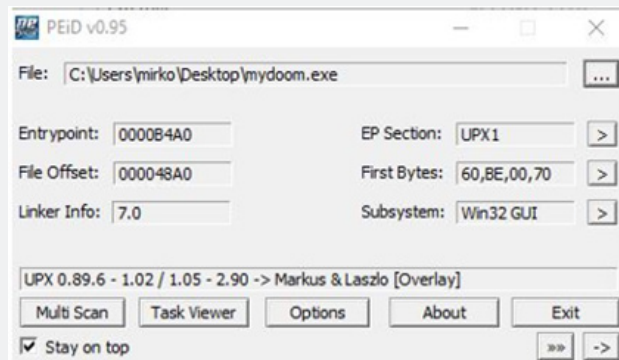 PEiD v0.95
File: C:\Users\mirko\Desktop\mydoom.exe ...
Entrypoint: 0000B4A0 EP Section: UPX1 >
File Offset: 000048A0 First Bytes: 60,BE,00,70 >
Linker Info: 7.0 Subsystem: Win32 GUI >
UPX 0.89.6 - 1.02 / 1.05 - 2.90 -> Markus & Laszlo [Overlay]
Multi Scan Task Viewer Options About Exit
Stay on top »» ->